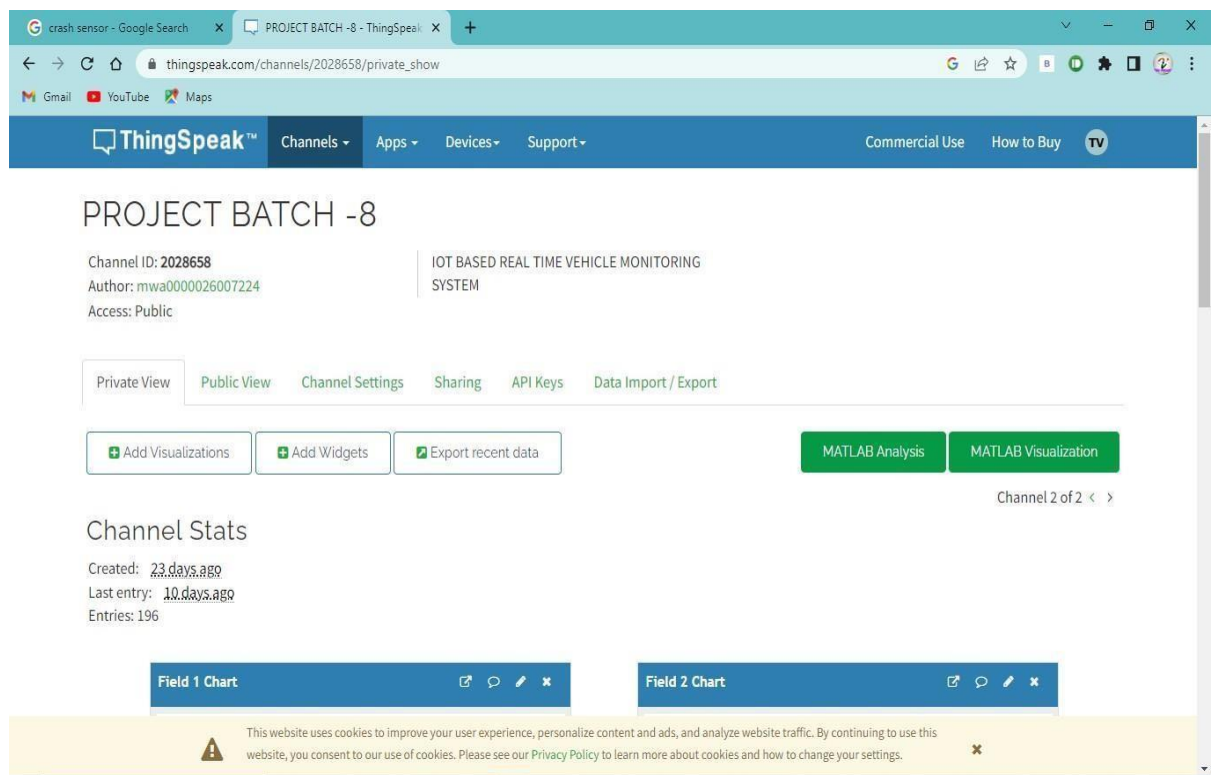 crash sensor - Google Search
PROJECT BATCH -8 - ThingSpeak
thingspeak.com/channels/2028658/private_show
Gmail YouTube Maps
ThingSpeak™ Channels Apps Devices Support Commercial Use How to Buy TV
PROJECT BATCH -8
Channel ID: 2028658
Author: mwa0000026007224
Access: Public
IOT BASED REAL TIME VEHICLE MONITORING
SYSTEM
Private View Public View Channel Settings Sharing API Keys Data Import / Export
Add Visualizations Add Widgets Export recent data MATLAB Analysis MATLAB Visualization
Channel 2 of 2 < >
Channel Stats
Created: 23 days ago
Last entry: 10 days ago
Entries: 196
Field 1 Chart
Field 2 Chart
This website uses cookies to improve your user experience, personalize content and ads, and analyze website traffic. By continuing to use this
website, you consent to our use of cookies. Please see our Privacy Policy to learn more about cookies and how to change your settings.